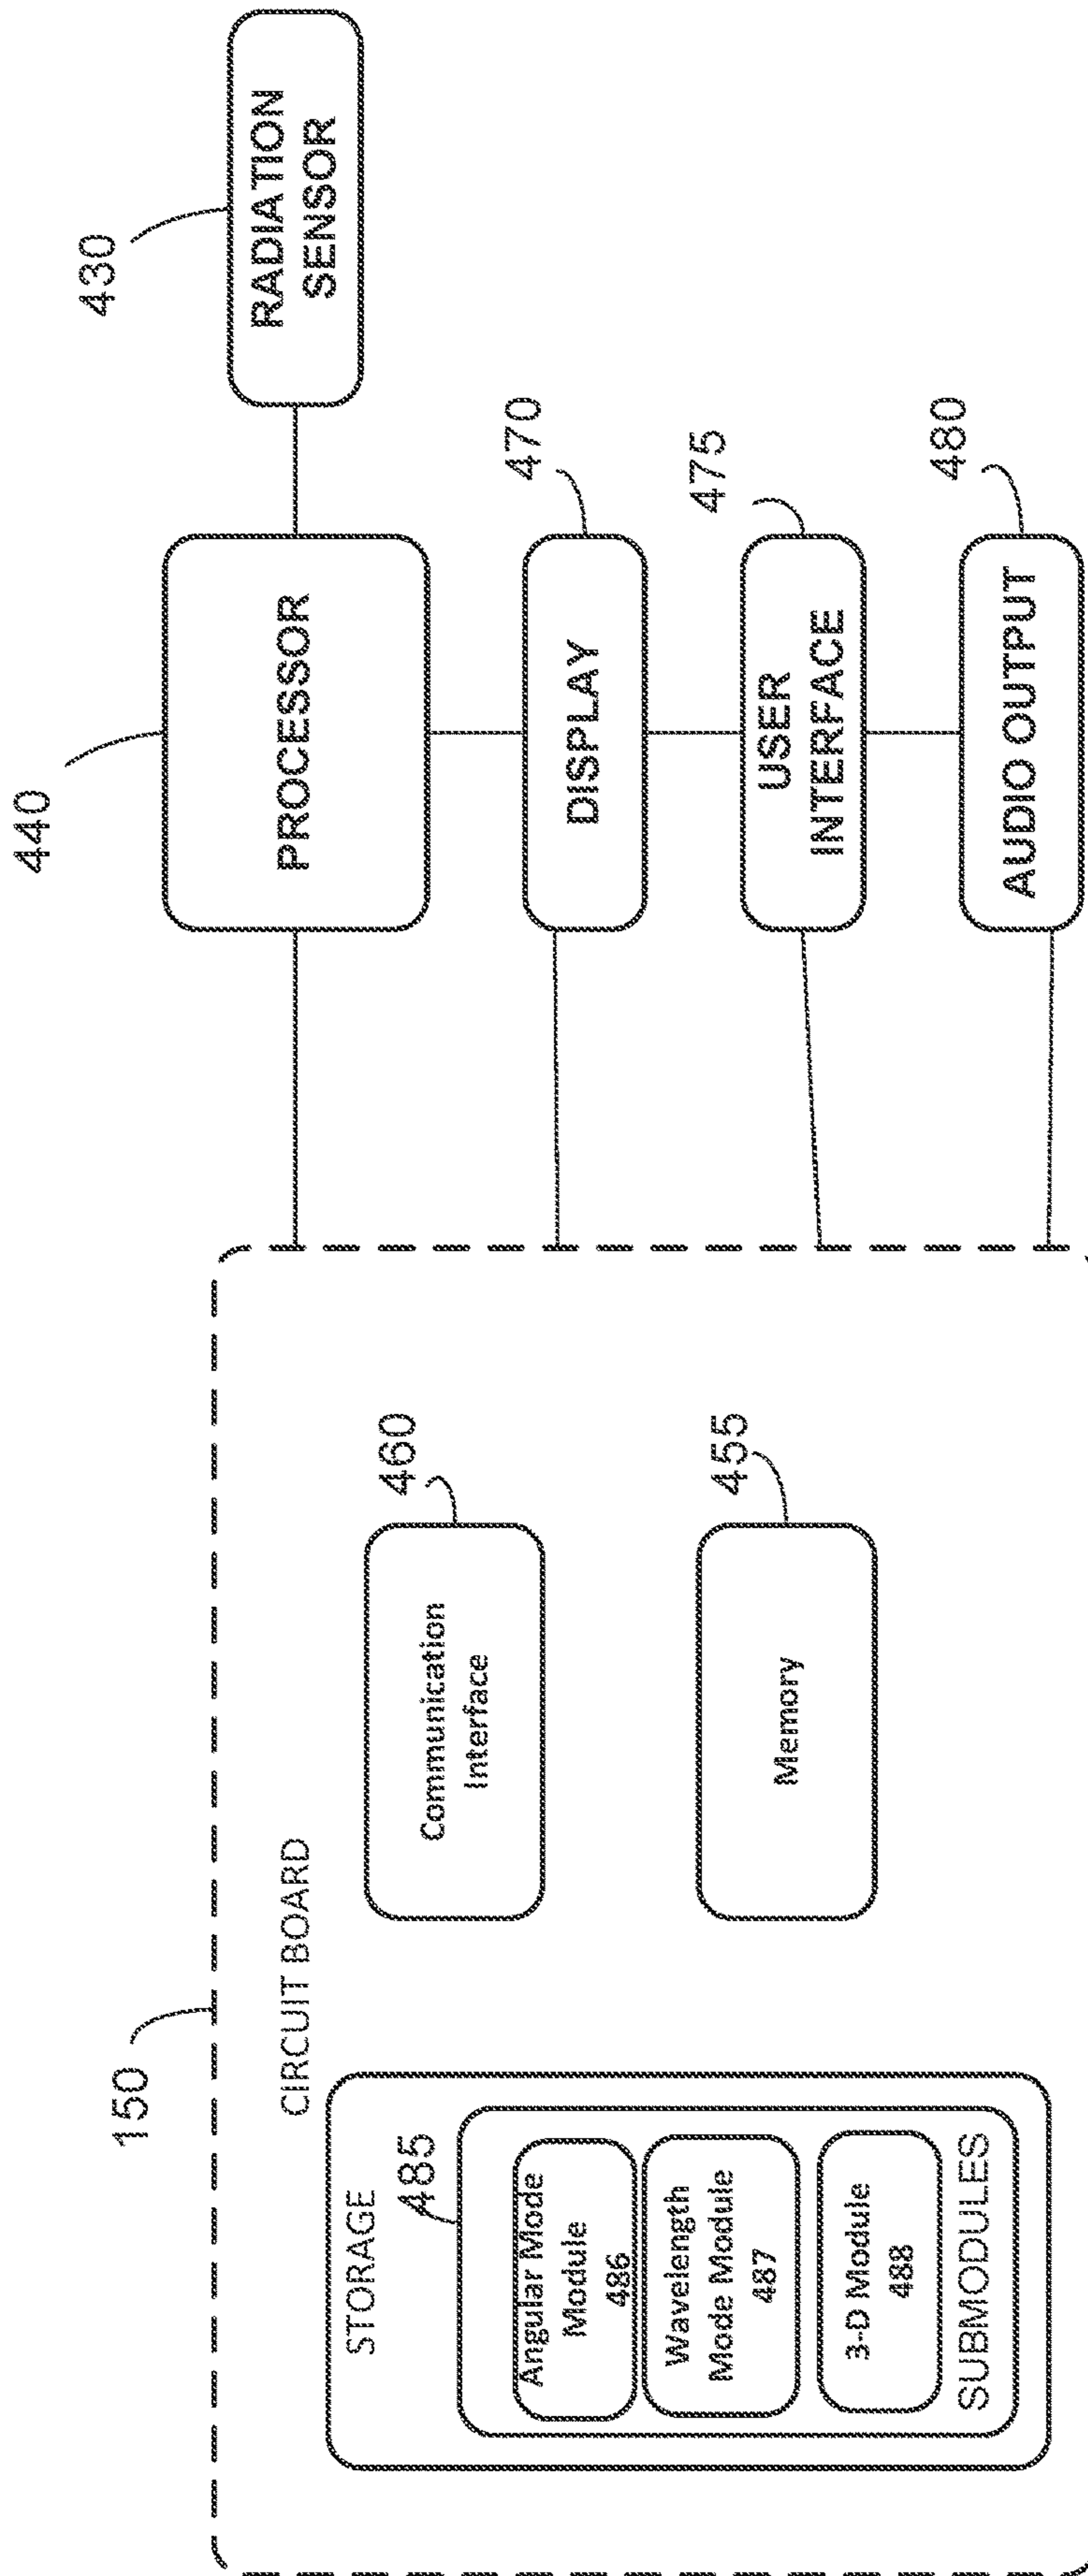 150
CIRCUIT BOARD
STORAGE
485
Angular Mode
Module
486
Wavelength
Mode Module
487
3-D Module
488
SUBMODULES
Communication
Interface
460
Memory
455
440
PROCESSOR
430
RADIATION
SENSOR
DISPLAY
470
USER
INTERFACE
475
AUDIO OUTPUT
480